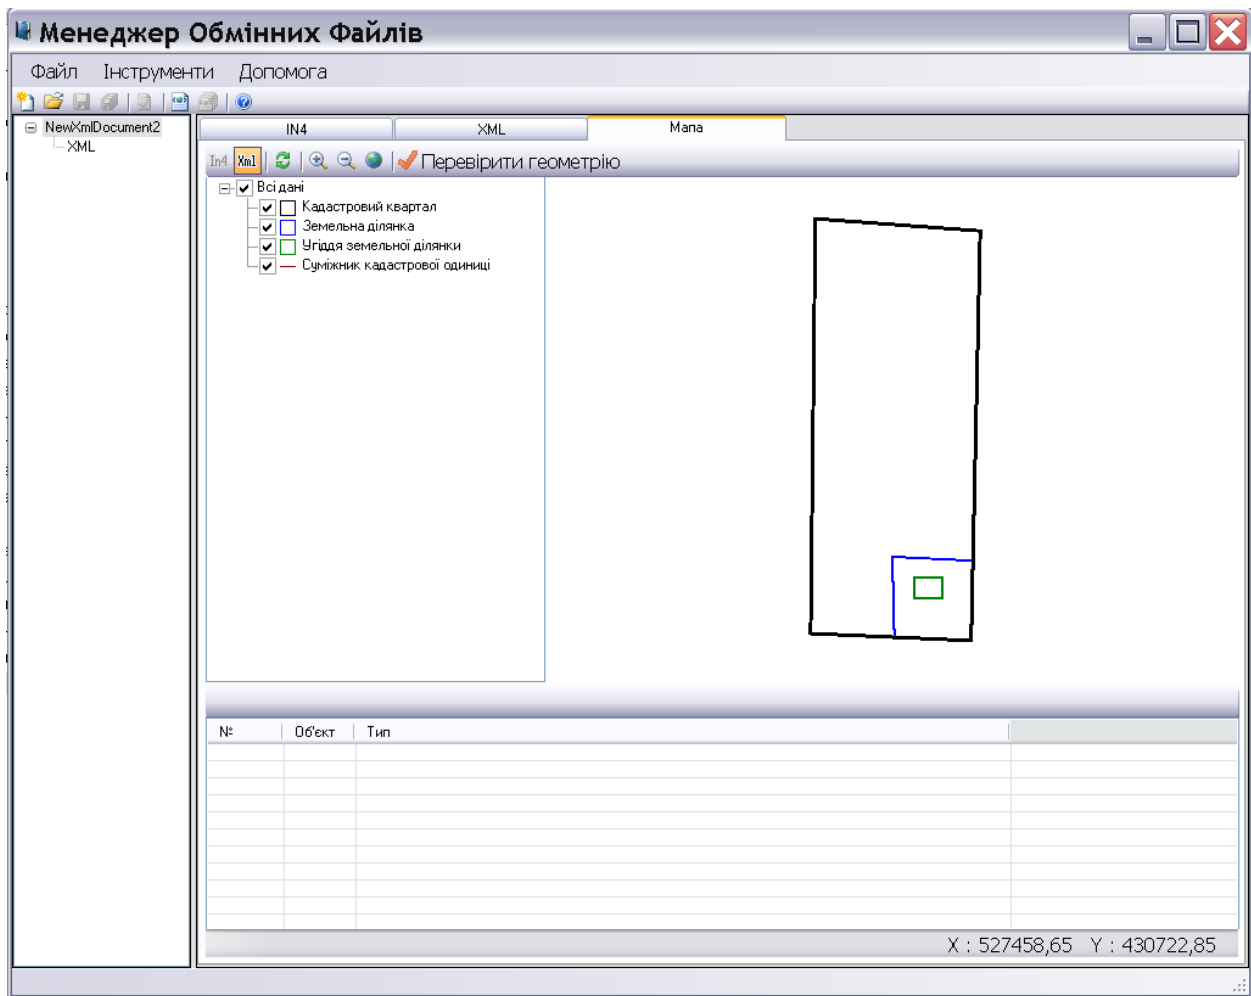 Менеджер Обмінних Файлів
Файл Інструменти Допомога
NewXmlDocument2
XML
IN4 XML Мапа
In4 Xml Перевірити геометрію
Всі дані
Кадастровий квартал
Земельна ділянка
Угіддя земельної ділянки
Суміжник кадастрової одиниці
№ Об'єкт Тип
X : 527458,65 Y : 430722,85